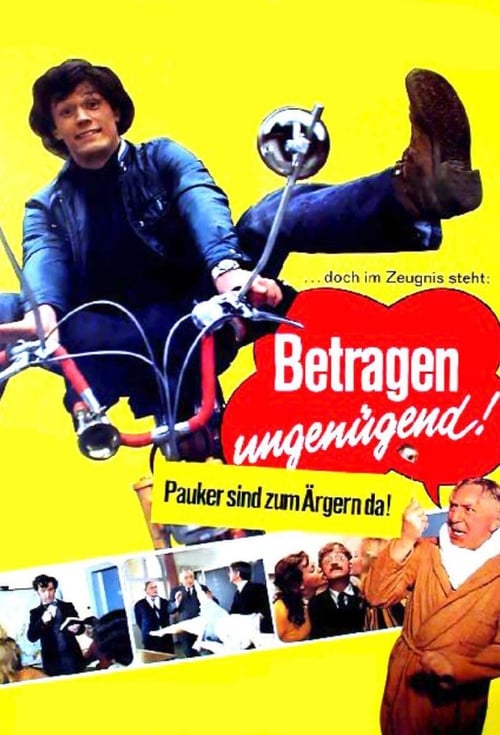 ...doch im Zeugnis steht:
Betragen
ungenügend!
Pauker sind zum Ärgern da!